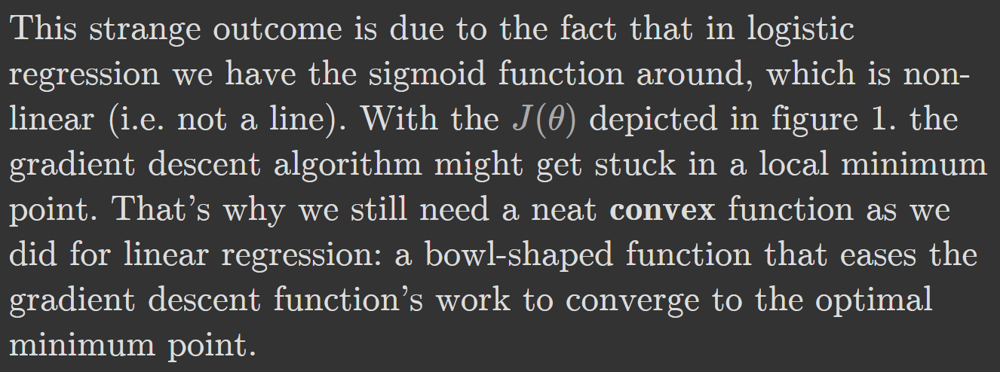 This strange outcome is due to the fact that in logistic
regression we have the sigmoid function around, which is non-
linear (i.e. not a line). With the J(θ) depicted in figure 1. the
gradient descent algorithm might get stuck in a local minimum
point. That’s why we still need a neat convex function as we
did for linear regression: a bowl-shaped function that eases the
gradient descent function’s work to converge to the optimal
minimum point.